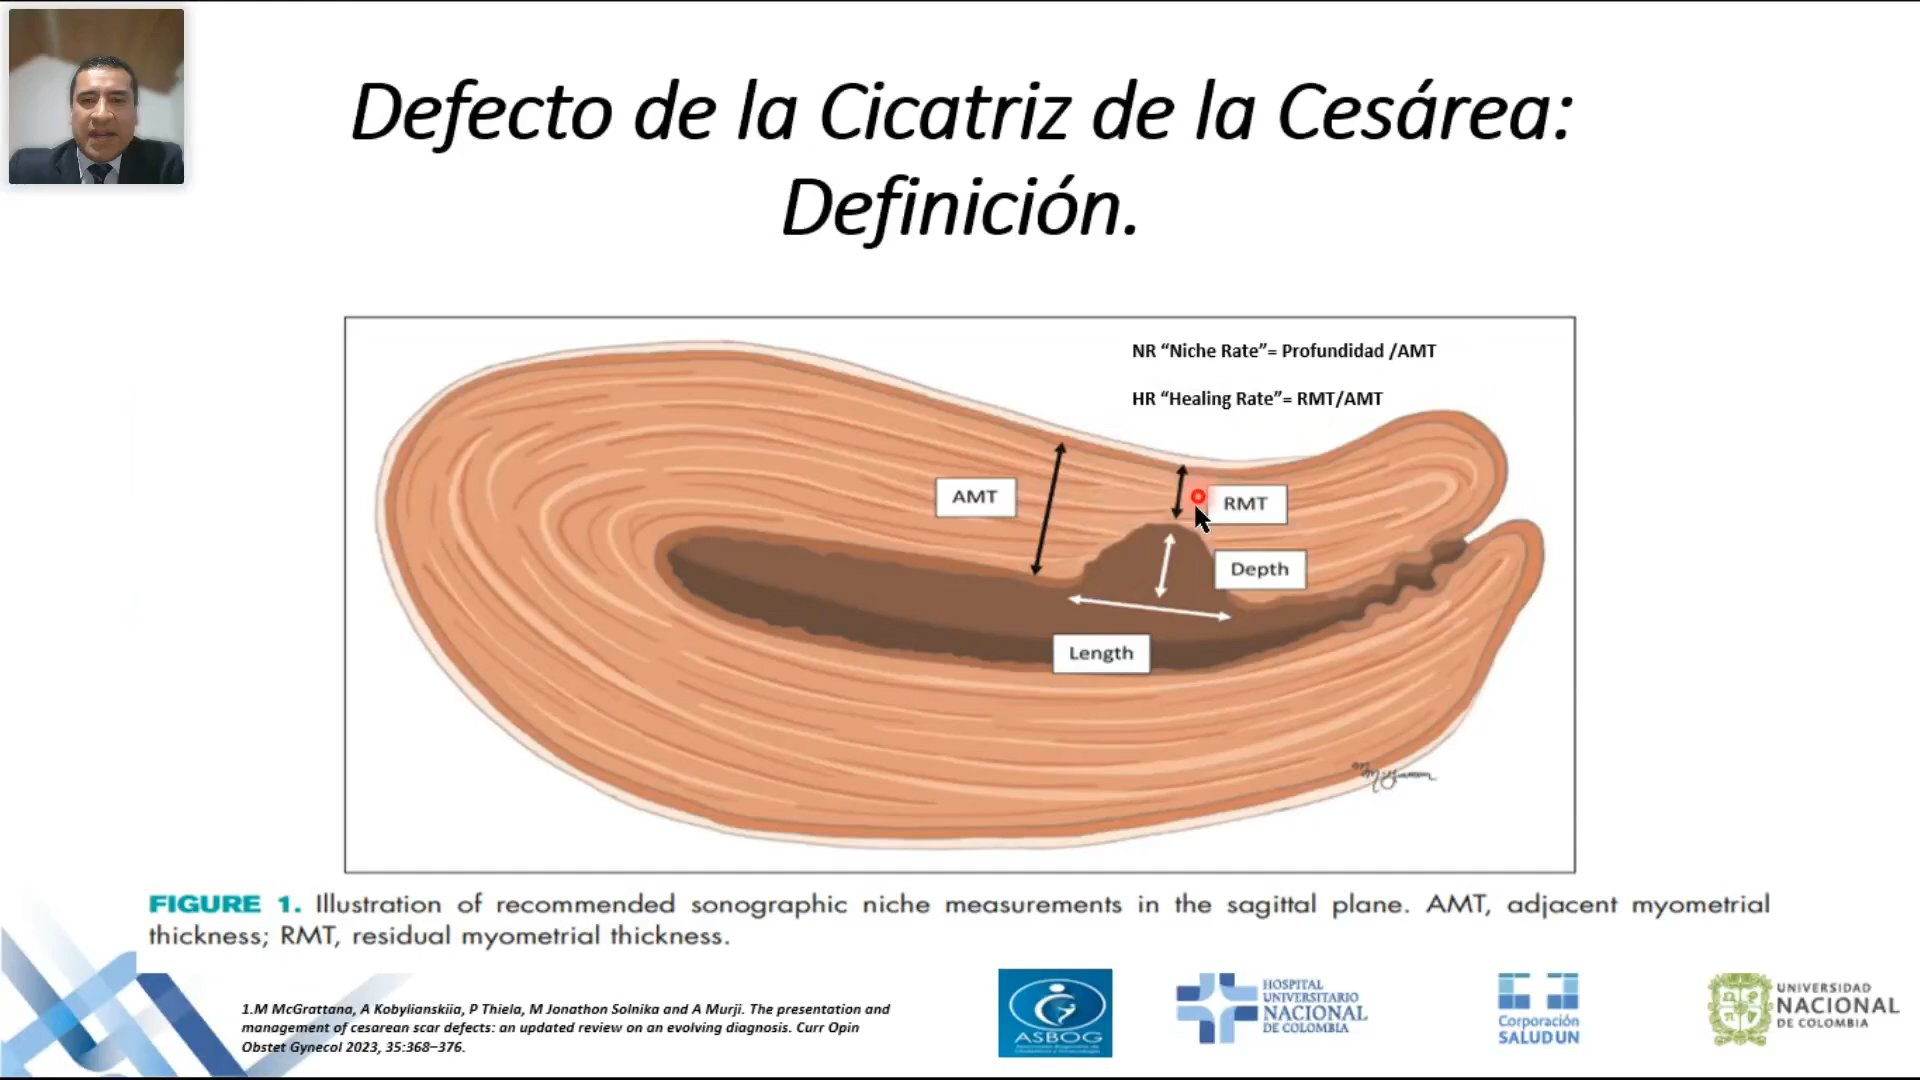 Defecto de la Cicatriz de la Cesárea:
Definición.
NR “Niche Rate”= Profundidad /AMT
HR “Healing Rate”= RMT/AMT
AMT
RMT
Depth
Length
FIGURE 1. Illustration of recommended sonographic niche measurements in the sagittal plane. AMT, adjacent myometrial
thickness; RMT, residual myometrial thickness.
1.M McGrattana, A Kobylianskiia, P Thiela, M Jonathon Solnika and A Murji. The presentation and
management of cesarean scar defects: an updated review on an evolving diagnosis. Curr Opin
Obstet Gynecol 2023, 35:368–376.
ASBOG
HOSPITAL
UNIVERSITARIO
NACIONAL
DE COLOMBIA
Corporación
SALUD UN
UNIVERSIDAD
NACIONAL
DE COLOMBIA